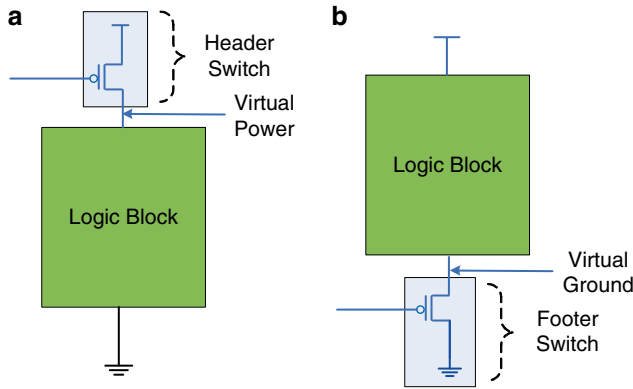 a
Header
Switch
Virtual
Power
Logic Block
b
Logic Block
Virtual
Ground
Footer
Switch